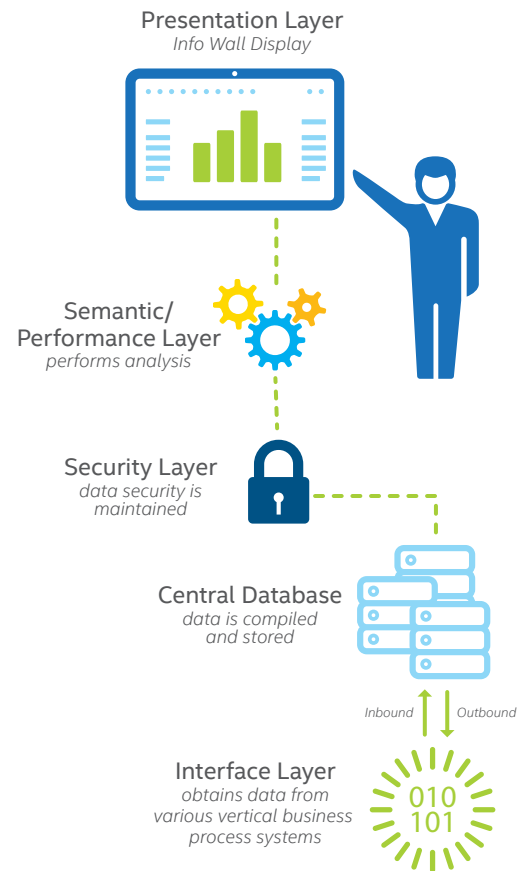 Presentation Layer
Info Wall Display
Semantic/
Performance Layer
performs analysis
Security Layer
data security is
maintained
Central Database
data is compiled
and stored
Inbound
Outbound
Interface Layer
obtains data from
various vertical business
process systems
010
101